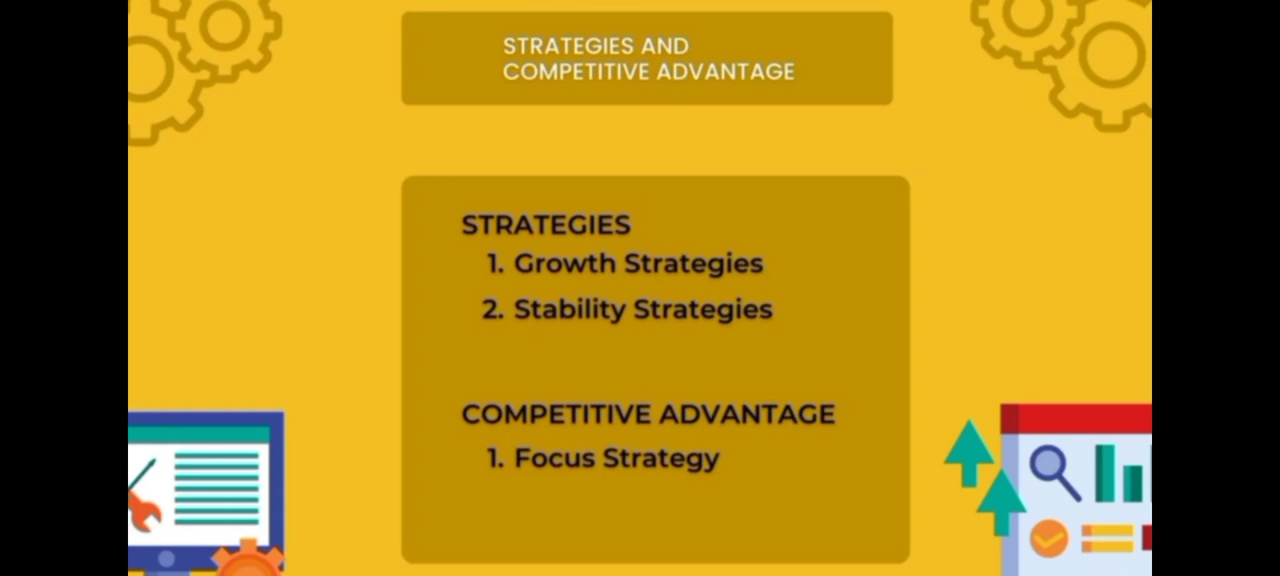 STRATEGIES AND
COMPETITIVE ADVANTAGE
STRATEGIES
1. Growth Strategies
2. Stability Strategies
COMPETITIVE ADVANTAGE
1. Focus Strategy